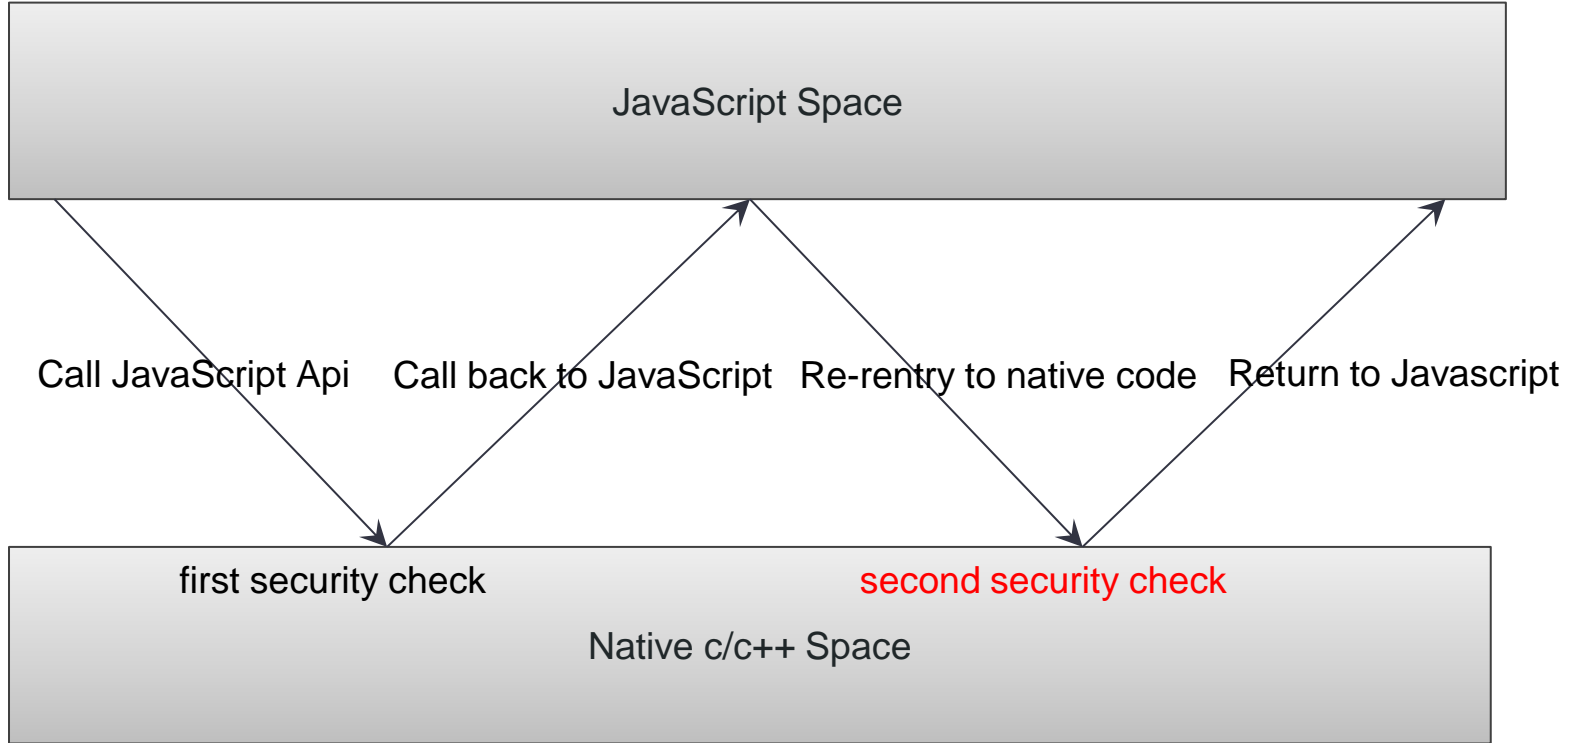 JavaScript Space
Call JavaScript Api
Call back to JavaScript
Re-rentry to native code
Return to Javascript
first security check
second security check
Native c/c++ Space